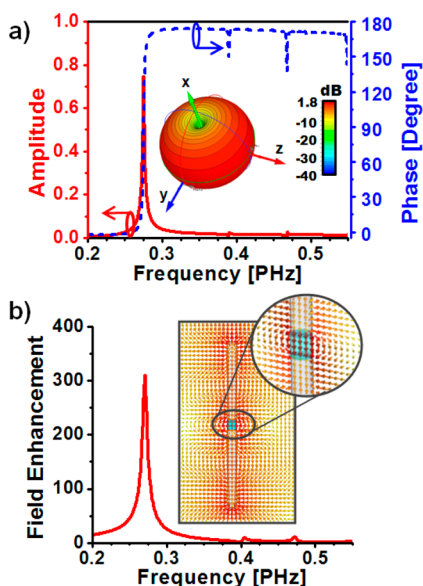 a)
Amplitude
1.0
0.8
0.6
0.4
0.2
0.0
0.2 0.3 0.4 0.5
Frequency [PHz]
x
y
z
dB
1.8
-10
-20
-30
-40
180
150
120
90
60
30
0
Phase [Degree]
b)
Field Enhancement
400
300
200
100
0
0.2 0.3 0.4 0.5
Frequency [PHz]